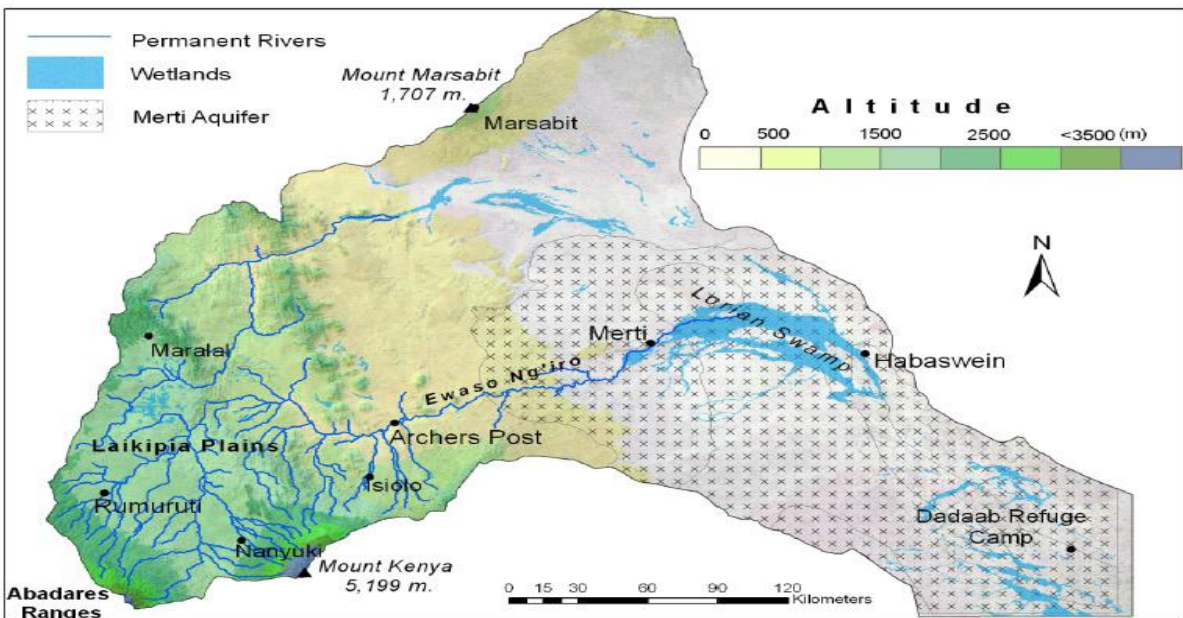 Permanent Rivers
Wetlands
Merti Aquifer
Mount Marsabit
1,707 m.
Marsabit
Altitude
0 500 1500 2500 <3500 (m)
N
Maralal
Merti
Lorian Swamp
Habaswein
Ewaso Ng'iro
Archers Post
Laikipia Plains
Isiolo
Rumuruti
Nanyuki
Dadaab Refuge
Camp
Mount Kenya
5,199 m.
Abadares
Ranges
0 15 30 60 90 120
Kilometers